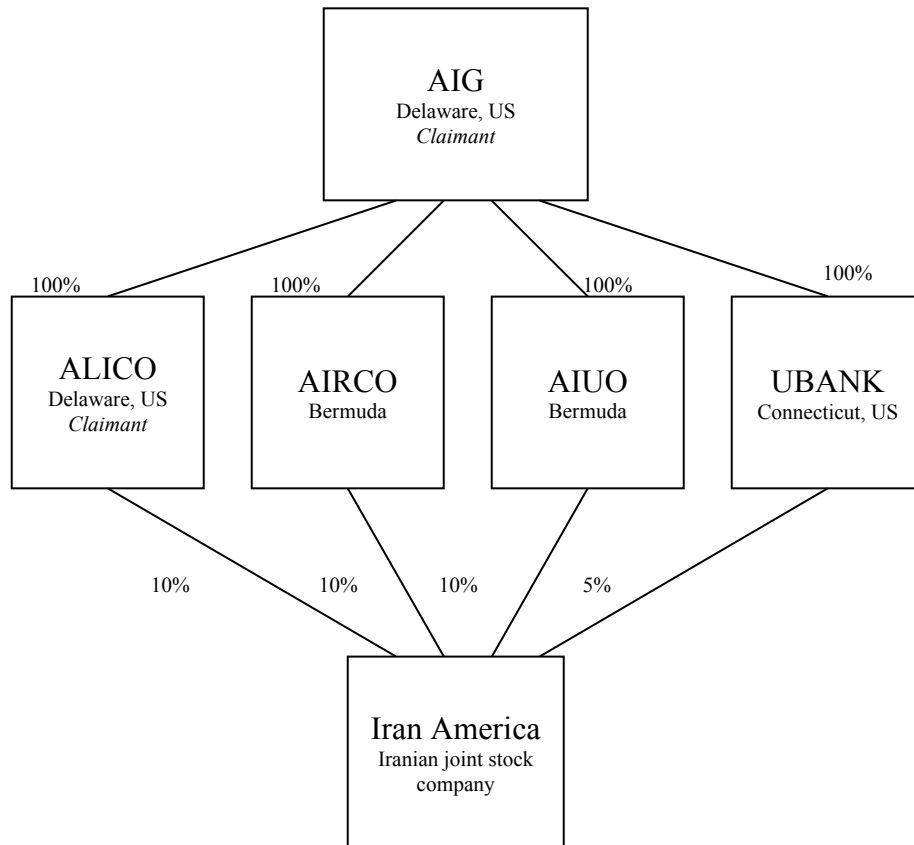 AIG
Delaware, US
Claimant
100%
100%
100%
100%
ALICO
Delaware, US
Claimant
AIRCO
Bermuda
AIUO
Bermuda
UBANK
Connecticut, US
10%
10%
10%
5%
Iran America
Iranian joint stock
company